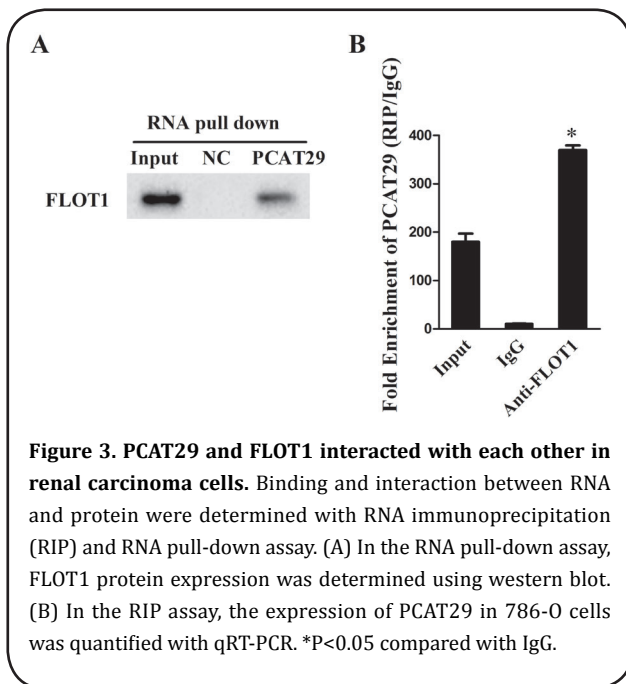 A
RNA pull down
Input NC PCAT29
FLOT1
B
Fold Enrichment of PCAT29 (RIP/IgG)
400
300
200
100
0
*
Input
IgG
Anti-FLOT1
Figure 3. PCAT29 and FLOT1 interacted with each other in
renal carcinoma cells. Binding and interaction between RNA
and protein were determined with RNA immunoprecipitation
(RIP) and RNA pull-down assay. (A) In the RNA pull-down assay,
FLOT1 protein expression was determined using western blot.
(B) In the RIP assay, the expression of PCAT29 in 786-O cells
was quantified with qRT-PCR. *P<0.05 compared with IgG.